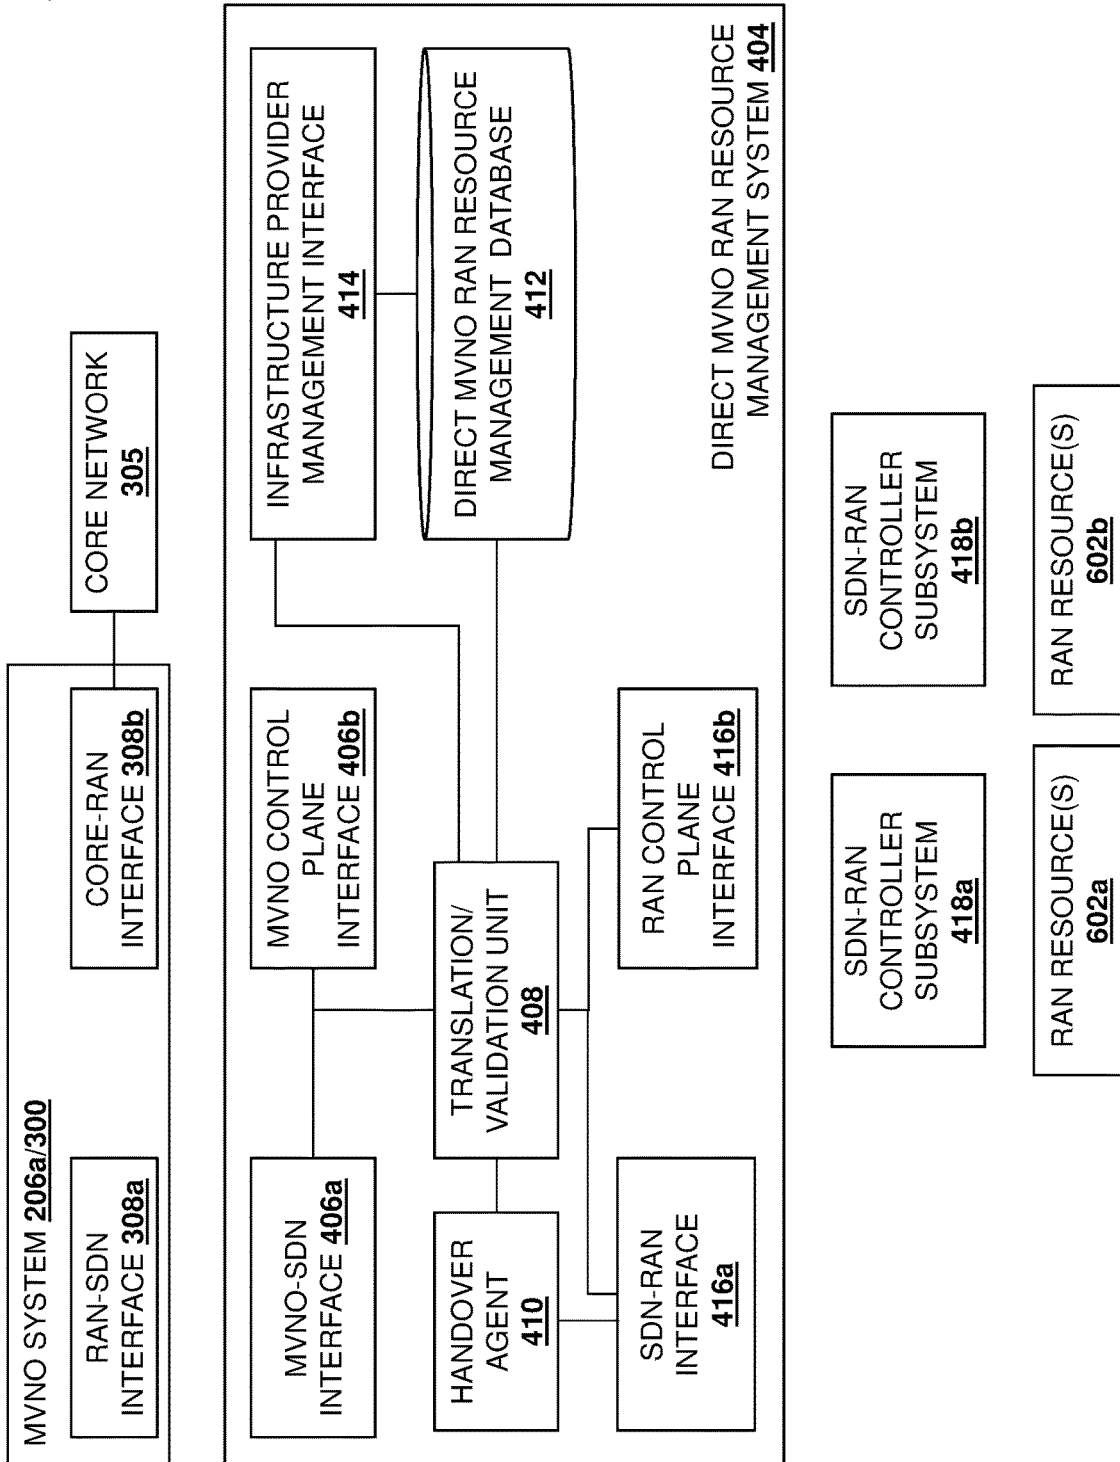 MVNO SYSTEM 206a/300
RAN-SDN
INTERFACE 308a
CORE-RAN
INTERFACE 308b
CORE NETWORK
305
MVNO-SDN
INTERFACE 406a
MVNO CONTROL
PLANE
INTERFACE 406b
INFRASTRUCTURE PROVIDER
MANAGEMENT INTERFACE
414
HANDOVER
AGENT
410
TRANSLATION/
VALIDATION UNIT
408
DIRECT MVNO RAN RESOURCE
MANAGEMENT DATABASE
412
SDN-RAN
INTERFACE
416a
RAN CONTROL
PLANE
INTERFACE 416b
DIRECT MVNO RAN RESOURCE
MANAGEMENT SYSTEM 404
SDN-RAN
CONTROLLER
SUBSYSTEM
418a
SDN-RAN
CONTROLLER
SUBSYSTEM
418b
RAN RESOURCE(S)
602a
RAN RESOURCE(S)
602b